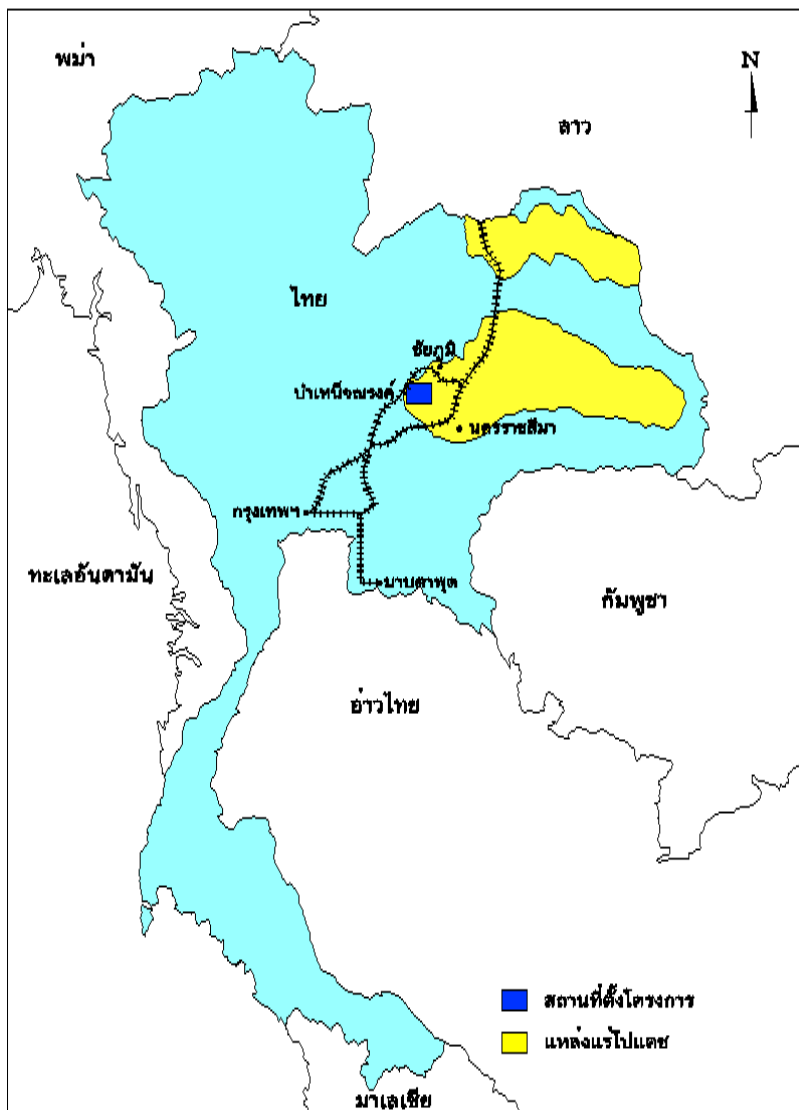 พม่า
N
ลาว
ไทย
ชัยภูมิ
บำเหน็จณรงค์
นครราชสีมา
กรุงเทพฯ
ทะเลอันดามัน
มาบตาพุด
กัมพูชา
อ่าวไทย
สถานที่ตั้งโครงการ
แหล่งแร่โปแตช
มาเลเซีย